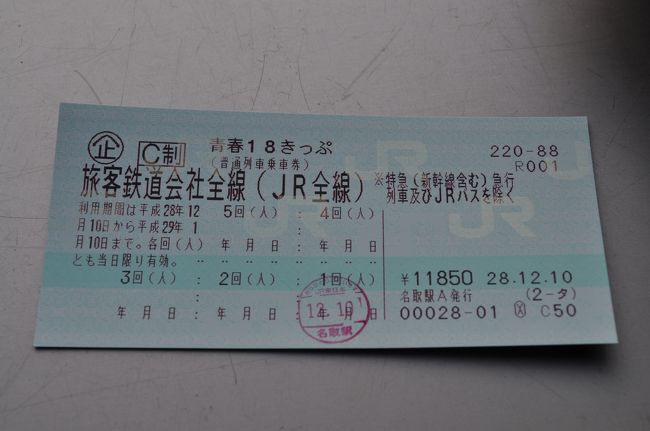 企 C制 青春18きっぷ 220-88
(普通列車乗車券) R001
旅客鉄道会社全線(JR全線) ※特急(新幹線含む)急行
列車及びJRバスを除く
利用期間は平成28年12 5回(人) : 4回(人)
月10日から平成29年 1 :
月10日まで。各回(人) 年 月 日: 年 月 日
とも当日限り有効。 ‥ ‥ ‥ ‥ ‥ ‥ ‥ ‥
3回(人) : 2回(人) : 1回(人) ¥11850 28.12.10
: : 名取駅A発行 (2-タ)
年 月 日: 年 月 日: 年 月 日 00028-01 C50
12.10
名取駅
JR
JR